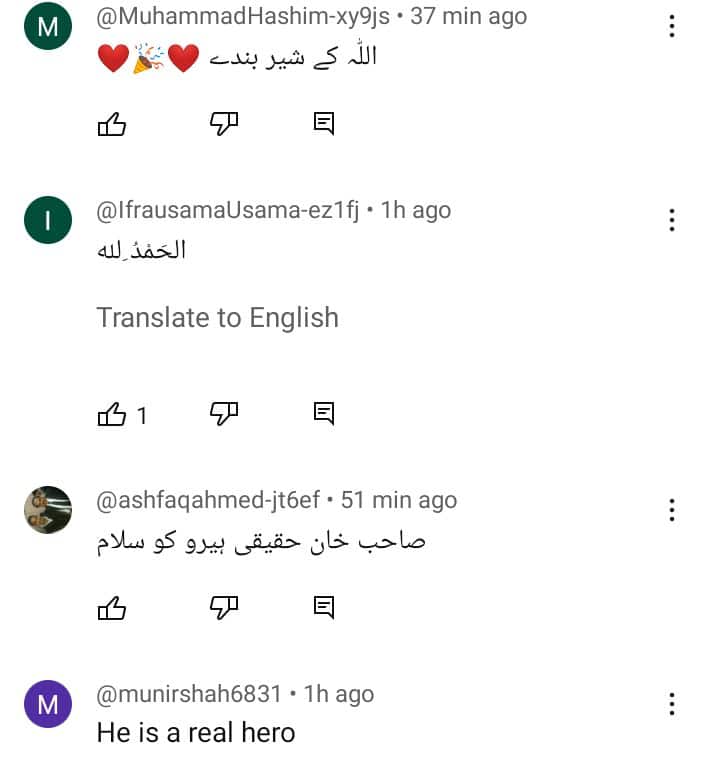 M
@MuhammadHashim-xy9js • 37 min ago
اللہ کے شیر بندے ❤️🎉❤️
I
@IfrausamaUsama-ez1fj • 1h ago
الحَمْدُ ِلله
Translate to English
1
@ashfaqahmed-jt6ef • 51 min ago
صاحب خان حقیقی ہیرو کو سلام
M
@munirshah6831 • 1h ago
He is a real hero